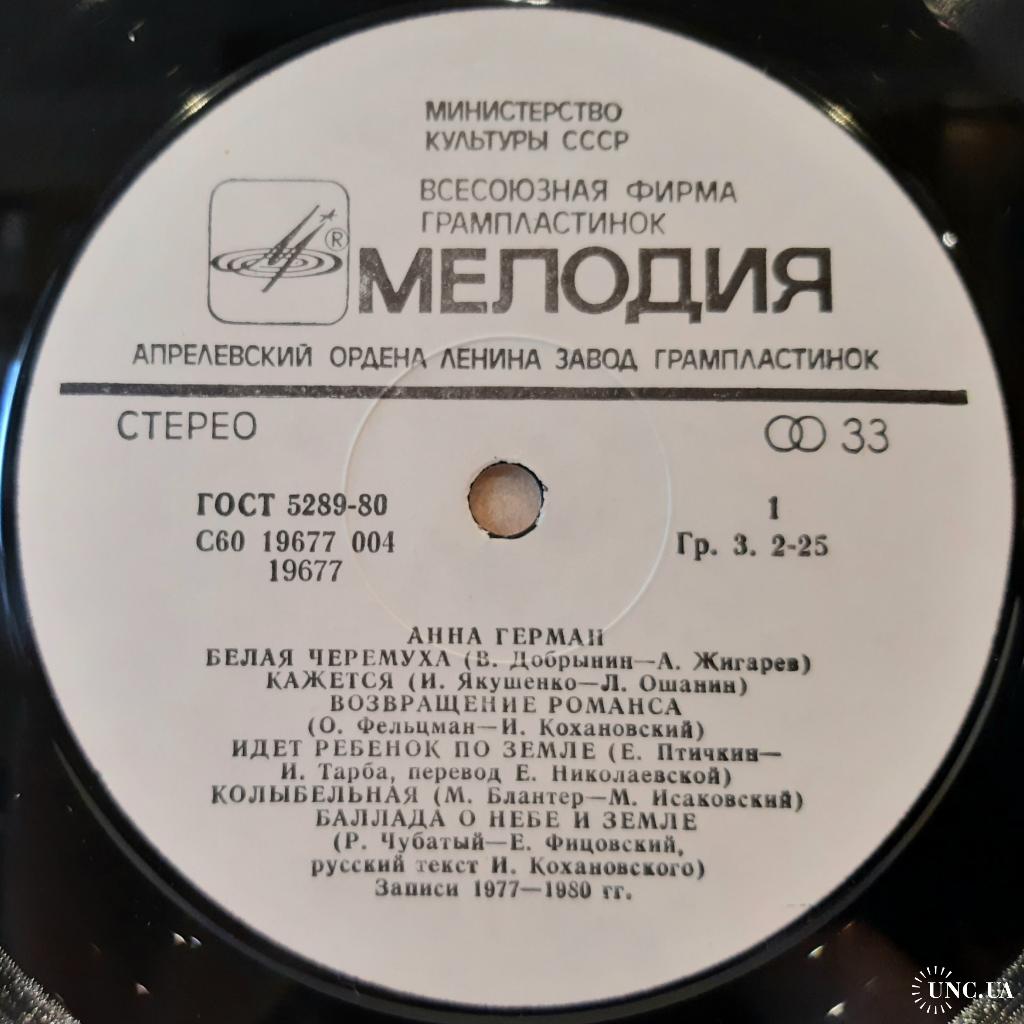 МИНИСТЕРСТВО
КУЛЬТУРЫ СССР
ВСЕСОЮЗНАЯ ФИРМА
ГРАМПЛАСТИНОК
®
МЕЛОДИЯ
АПРЕЛЕВСКИЙ ОРДЕНА ЛЕНИНА ЗАВОД ГРАМПЛАСТИНОК
СТЕРЕО
33
ГОСТ 5289-80
1
С60 19677 004
Гр. 3. 2-25
19677
АННА ГЕРМАН
БЕЛАЯ ЧЕРЕМУХА (В. Добрынин—А. Жигарев)
КАЖЕТСЯ (И. Якушенко—Л. Ошанин)
ВОЗВРАЩЕНИЕ РОМАНСА
(О. Фельцман—И. Кохановский)
ИДЕТ РЕБЕНОК ПО ЗЕМЛЕ (Е. Птичкин—
И. Тарба, перевод Е. Николаевской)
КОЛЫБЕЛЬНАЯ (М. Блантер—М. Исаковский)
БАЛЛАДА О НЕБЕ И ЗЕМЛЕ
(Р. Чубатый—Е. Фицовский,
русский текст И. Кохановского)
Записи 1977—1980 гг.
UNC.UA